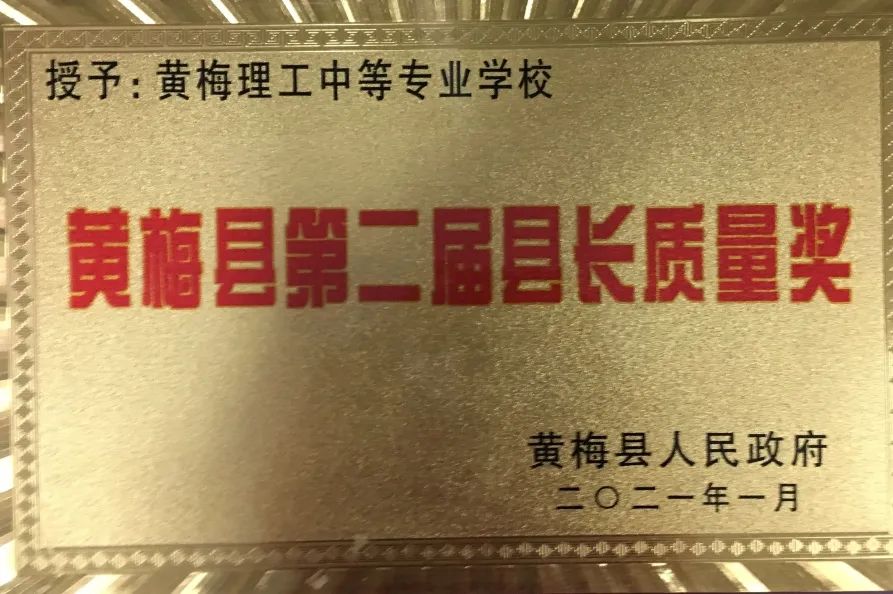 授予:黄梅理工中等专业学校
黄梅县第二届县长质量奖
黄梅县人民政府
二〇二一年一月